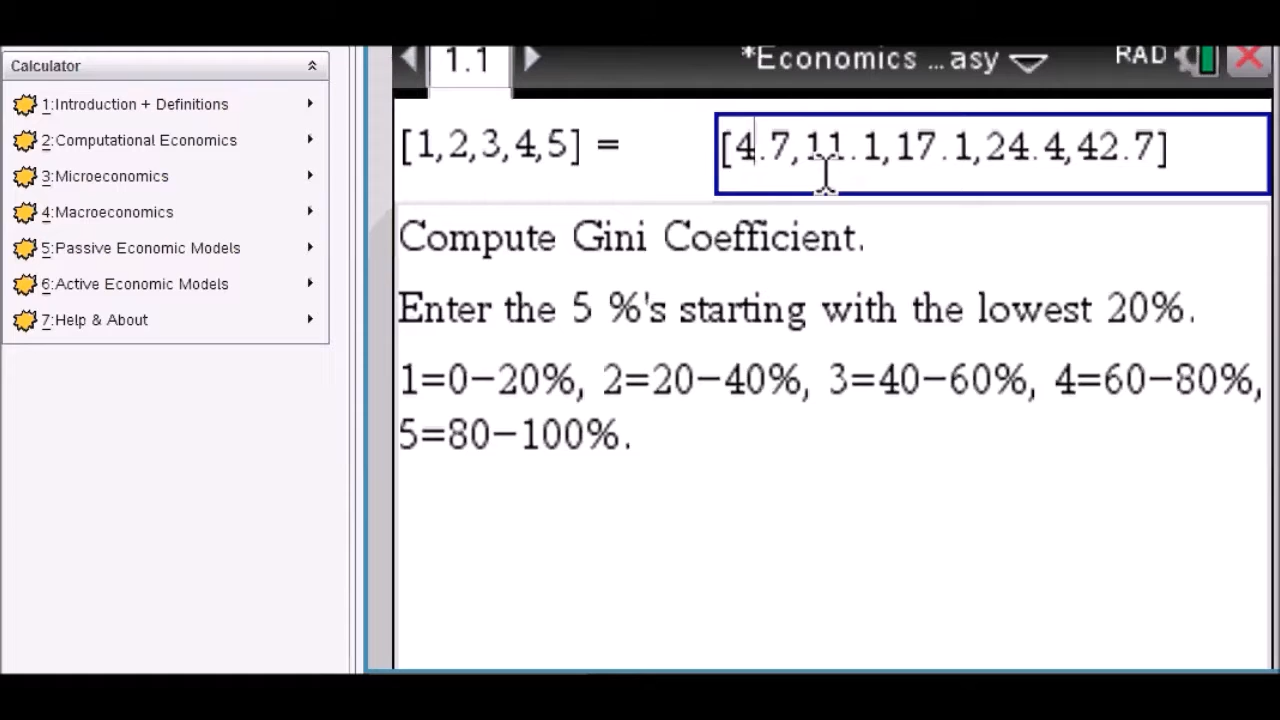 Calculator
1:Introduction + Definitions
2:Computational Economics
3:Microeconomics
4:Macroeconomics
5:Passive Economic Models
6:Active Economic Models
7:Help & About
1.1
*Economics ...asy
RAD
[1,2,3,4,5] = [4.7,11.1,17.1,24.4,42.7]
Compute Gini Coefficient.
Enter the 5 %'s starting with the lowest 20%.
1=0−20%, 2=20−40%, 3=40−60%, 4=60−80%,
5=80−100%.